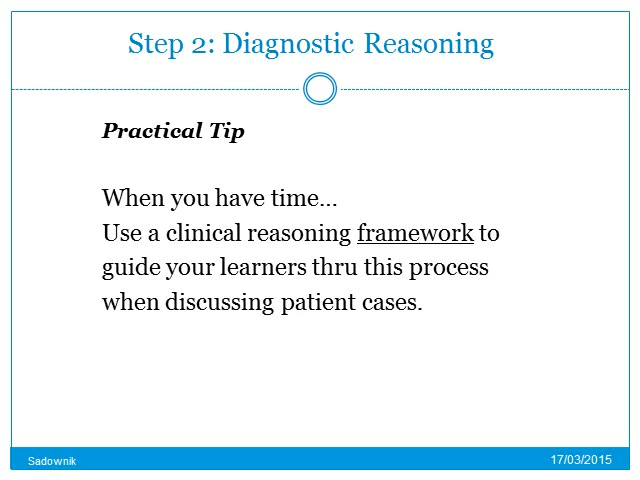 Step 2: Diagnostic Reasoning
Practical Tip
When you have time…
Use a clinical reasoning framework to
guide your learners thru this process
when discussing patient cases.
Sadownik
17/03/2015